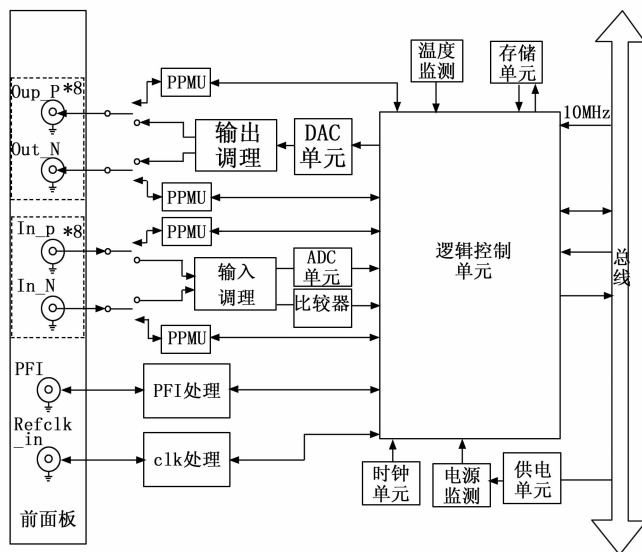 Oup_P *8
Out_N
In_p *8
In_N
PFI
Refclk
_in
前面板
PPMU
输出
调理
DAC
单元
PPMU
PPMU
输入
调理
ADC
单元
比较器
PPMU
PFI处理
clk处理
温度
监测
存储
单元
逻辑控制
单元
时钟
单元
电源
监测
供电
单元
10MHz
总线